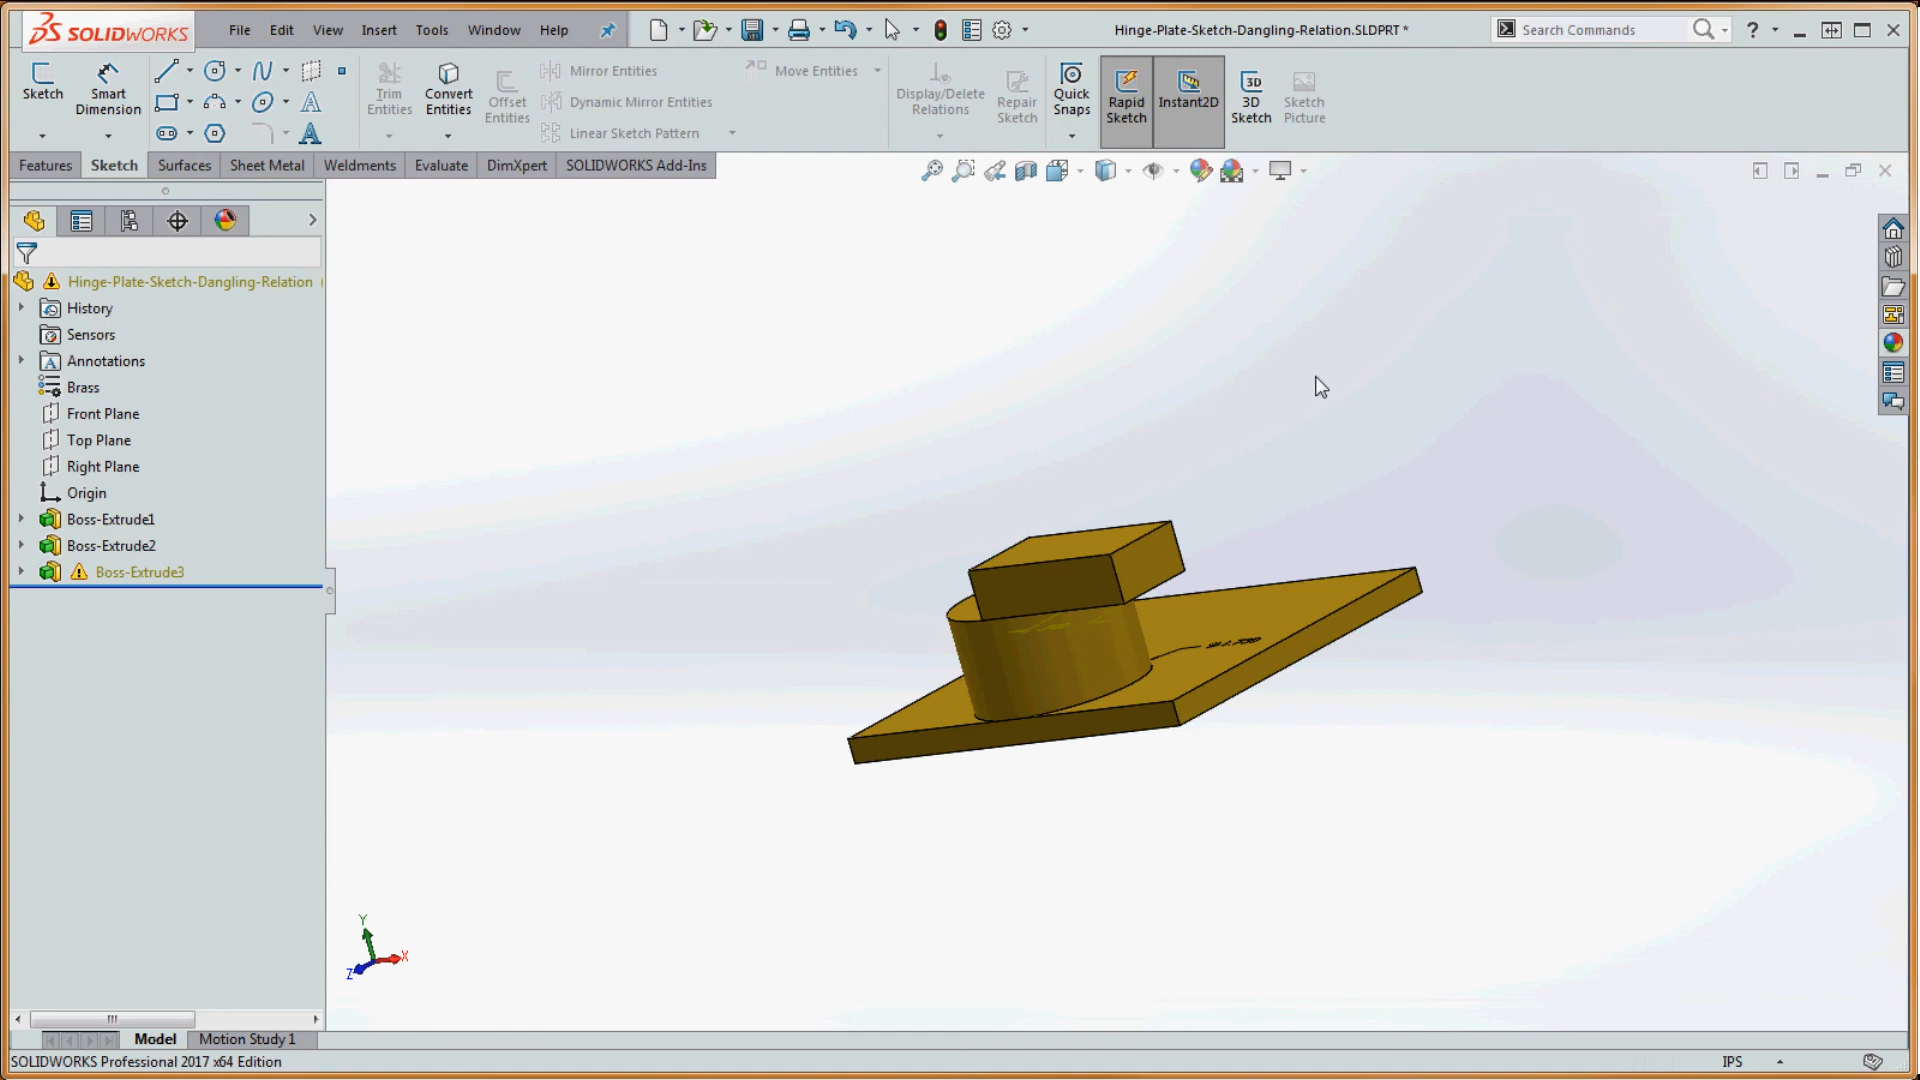 SOLIDWORKS
File Edit View Insert Tools Window Help
Hinge-Plate-Sketch-Dangling-Relation.SLDPRT *
Search Commands
Sketch
Smart Dimension
Trim Entities
Convert Entities
Offset Entities
Mirror Entities
Dynamic Mirror Entities
Linear Sketch Pattern
Move Entities
Display/Delete Relations
Repair Sketch
Quick Snaps
Rapid Sketch
Instant2D
3D Sketch
Sketch Picture
Features Sketch Surfaces Sheet Metal Weldments Evaluate DimXpert SOLIDWORKS Add-Ins
Hinge-Plate-Sketch-Dangling-Relation
History
Sensors
Annotations
Brass
Front Plane
Top Plane
Right Plane
Origin
Boss-Extrude1
Boss-Extrude2
Boss-Extrude3
Y
X
Z
Model Motion Study 1
SOLIDWORKS Professional 2017 x64 Edition
IPS